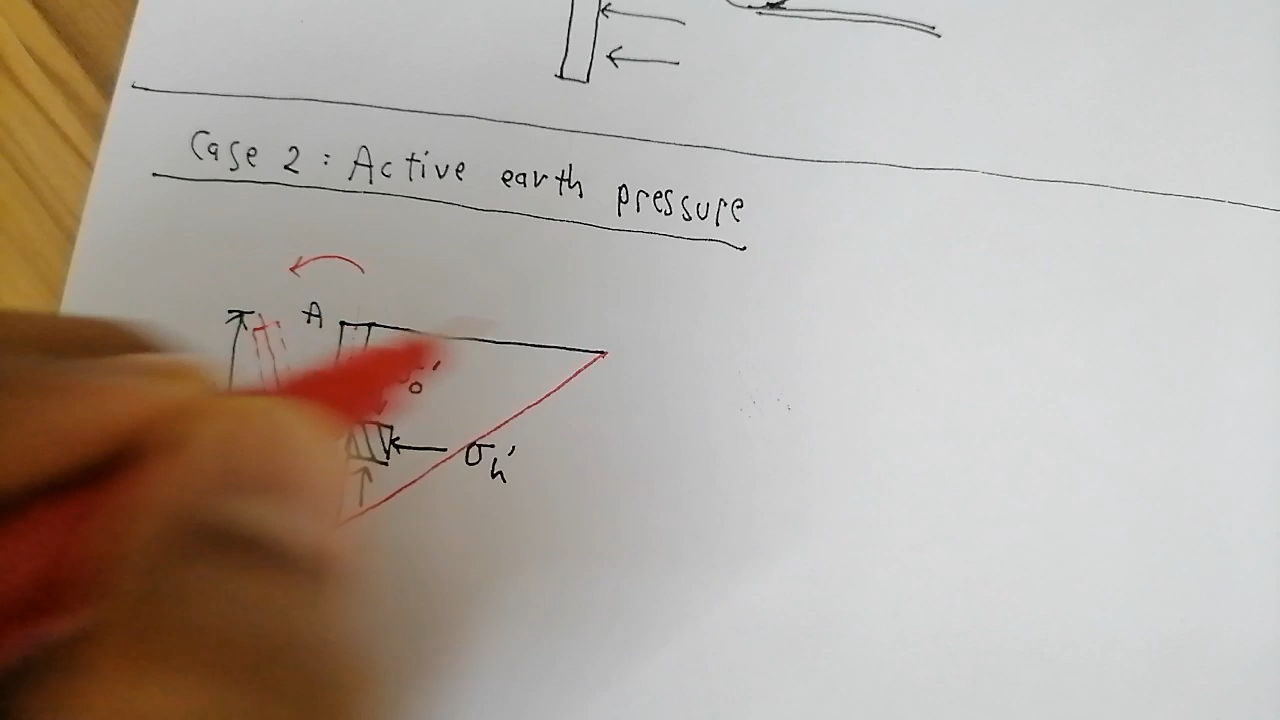 Case 2 : Active earth pressure
A
o'
σh'